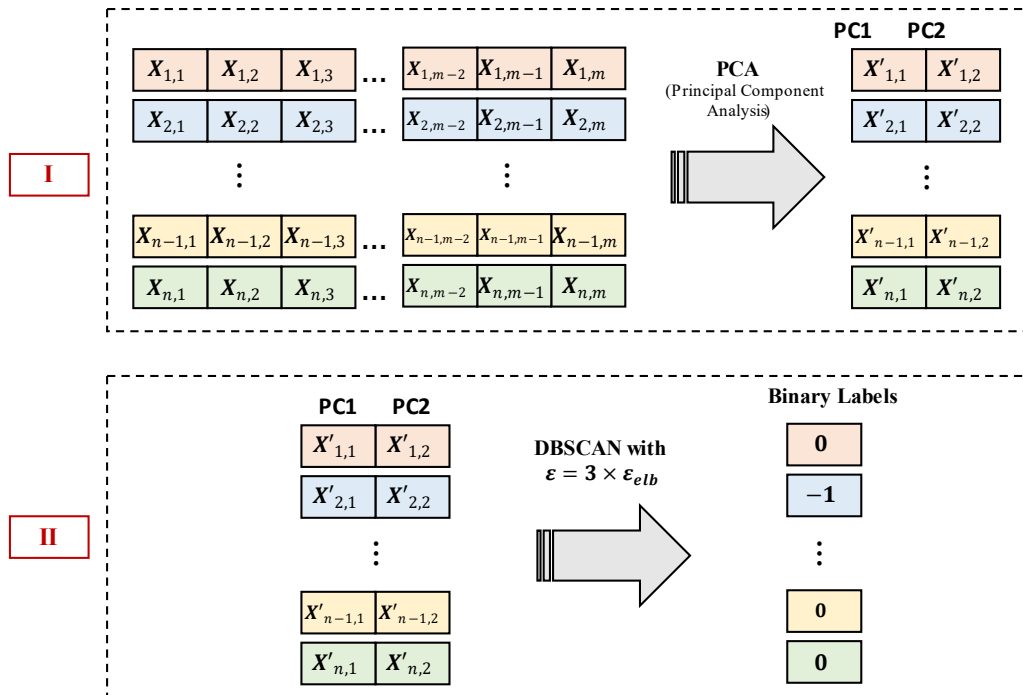 PC1 PC2
X₁,₁ X₁,₂ X₁,₃ ... X₁,ₘ₋₂ X₁,ₘ₋₁ X₁,ₘ
PCA
(Principal Component
Analysis)
X′₁,₁ X′₁,₂
X₂,₁ X₂,₂ X₂,₃ ... X₂,ₘ₋₂ X₂,ₘ₋₁ X₂,ₘ
X′₂,₁ X′₂,₂
I
⋮ ⋮ ⋮
Xₙ₋₁,₁ Xₙ₋₁,₂ Xₙ₋₁,₃ ... Xₙ₋₁,ₘ₋₂ Xₙ₋₁,ₘ₋₁ Xₙ₋₁,ₘ
X′ₙ₋₁,₁ X′ₙ₋₁,₂
Xₙ,₁ Xₙ,₂ Xₙ,₃ ... Xₙ,ₘ₋₂ Xₙ,ₘ₋₁ Xₙ,ₘ
X′ₙ,₁ X′ₙ,₂
PC1 PC2
Binary Labels
X′₁,₁ X′₁,₂
DBSCAN with
ε = 3 × ε_elb
0
X′₂,₁ X′₂,₂
−1
II
⋮ ⋮
X′ₙ₋₁,₁ X′ₙ₋₁,₂
0
X′ₙ,₁ X′ₙ,₂
0